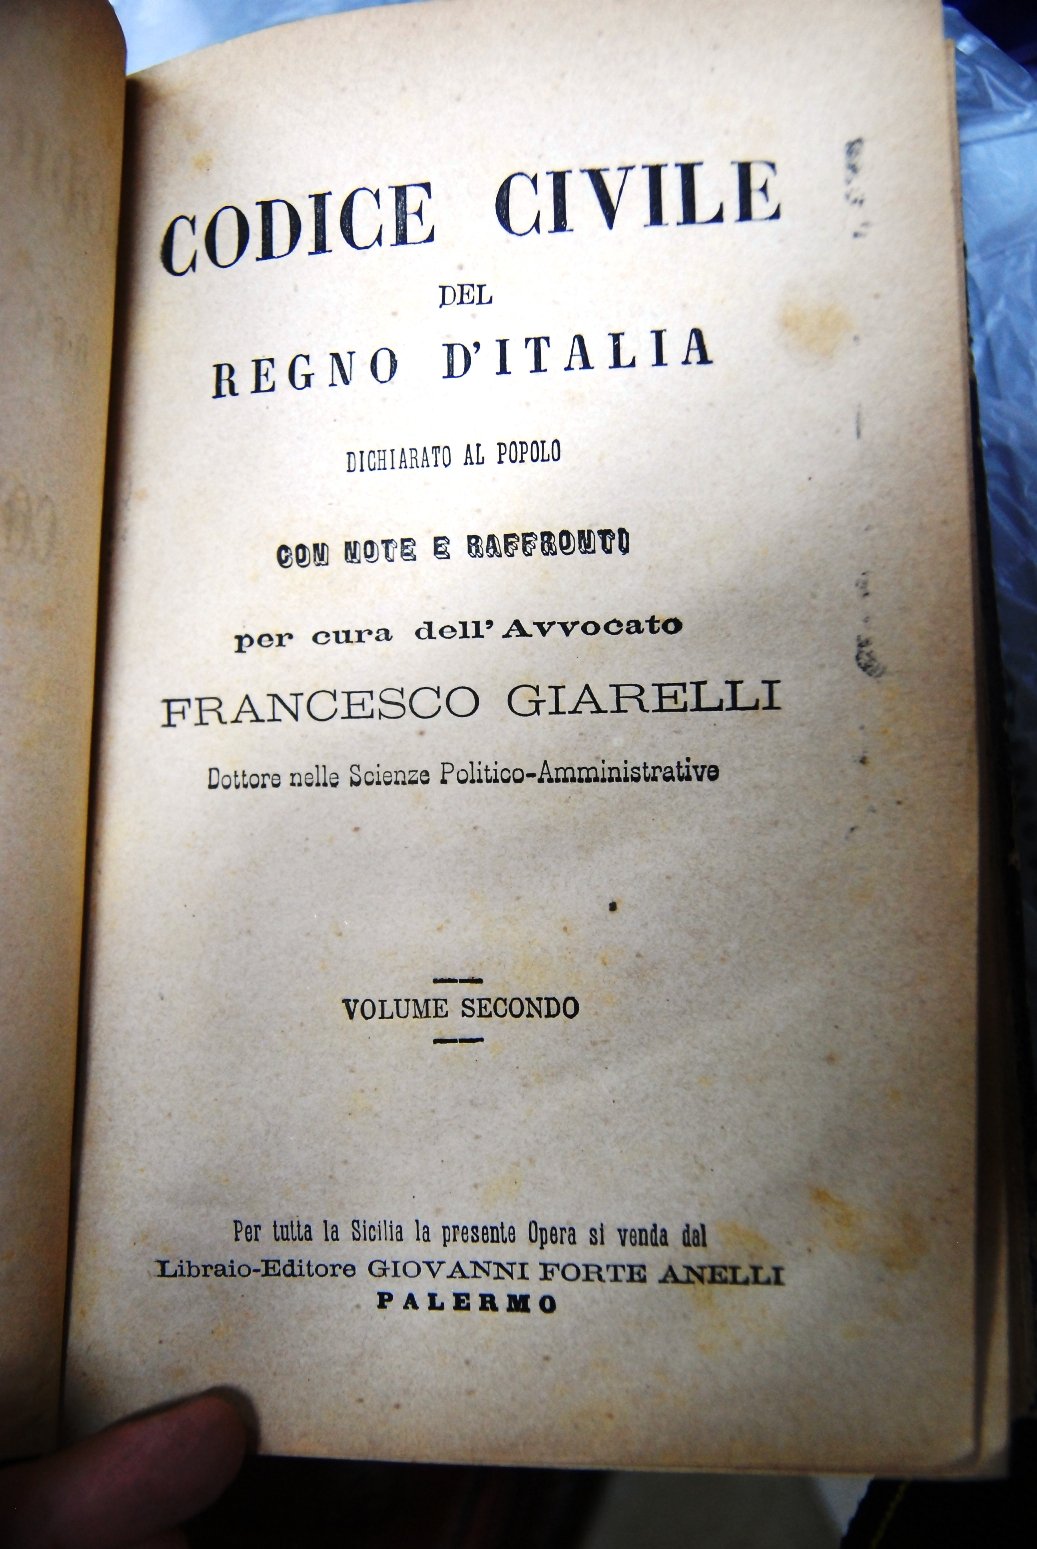 CODICE CIVILE
DEL
REGNO D'ITALIA
DICHIARATO AL POPOLO
CON NOTE E RAFFRONTO
per cura dell' Avvocato
FRANCESCO GIARELLI
Dottore nelle Scienze Politico-Amministrative
VOLUME SECONDO
Per tutta la Sicilia la presente Opera si venda dal
Libraio-Editore GIOVANNI FORTE ANELLI
PALERMO